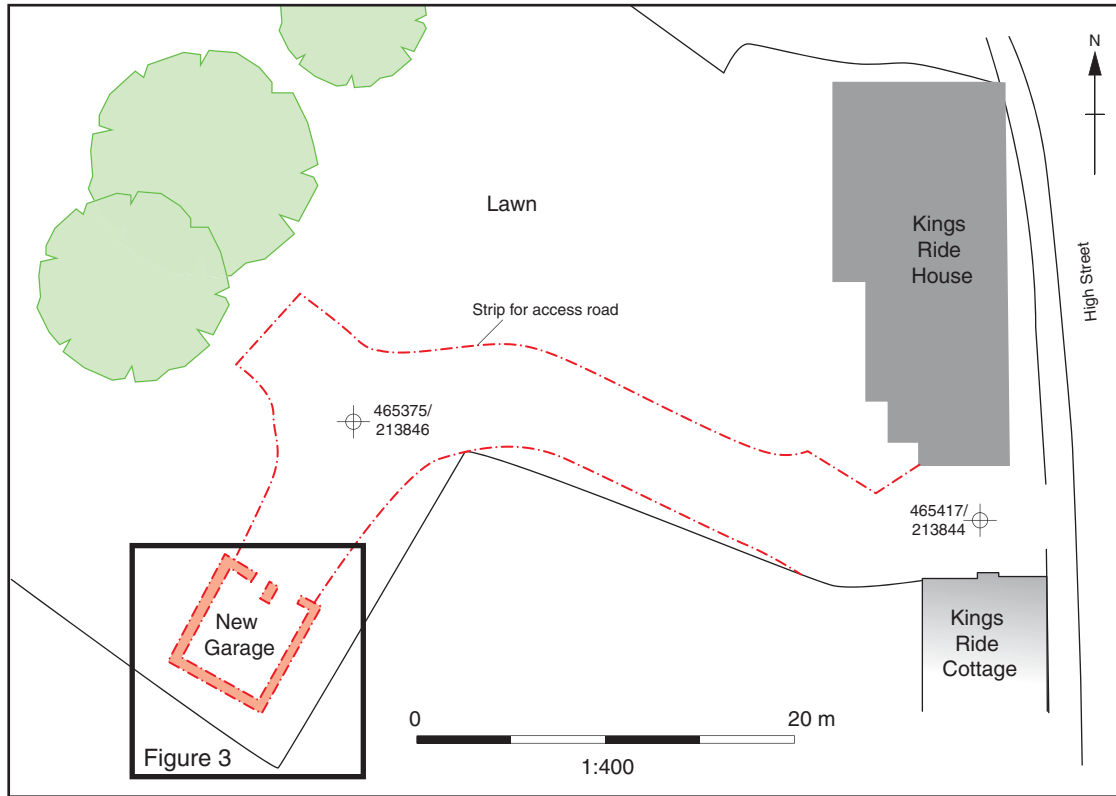 N
Lawn
Kings
Ride
House
High Street
Strip for access road
465375/
213846
465417/
213844
New
Garage
Kings
Ride
Cottage
0 20 m
1:400
Figure 3